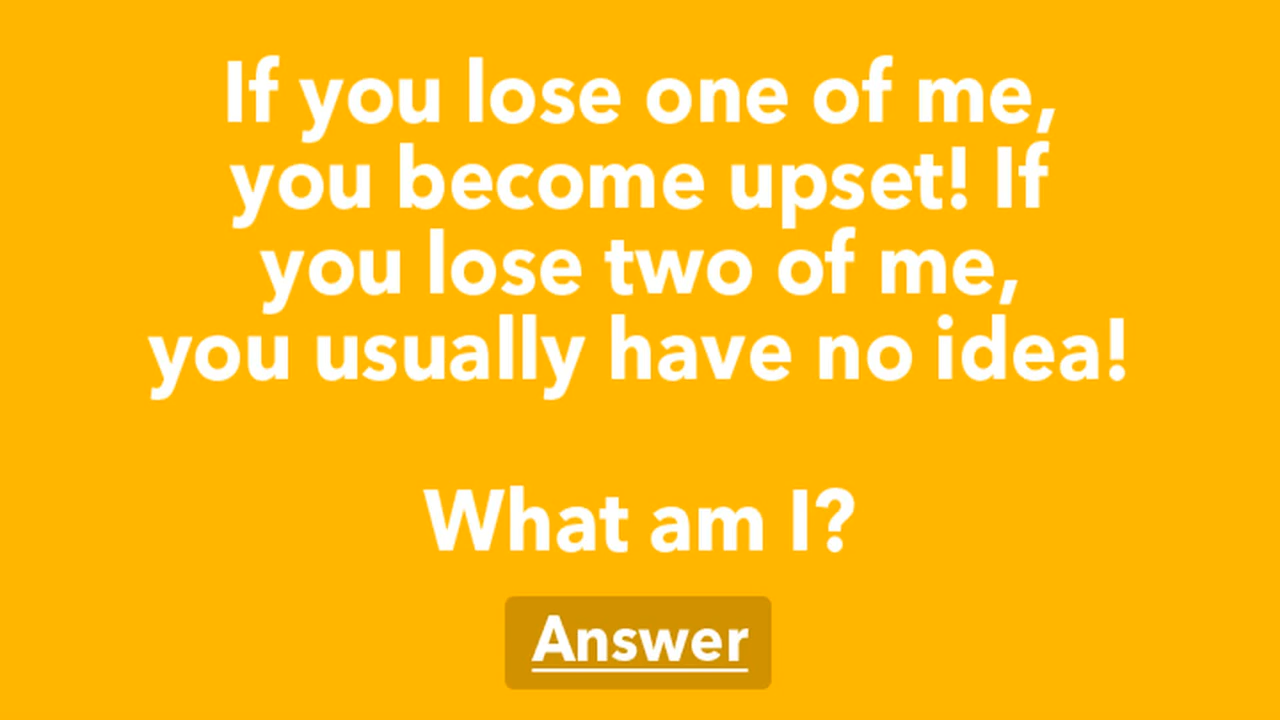 If you lose one of me,
you become upset! If
you lose two of me,
you usually have no idea!
What am I?
Answer